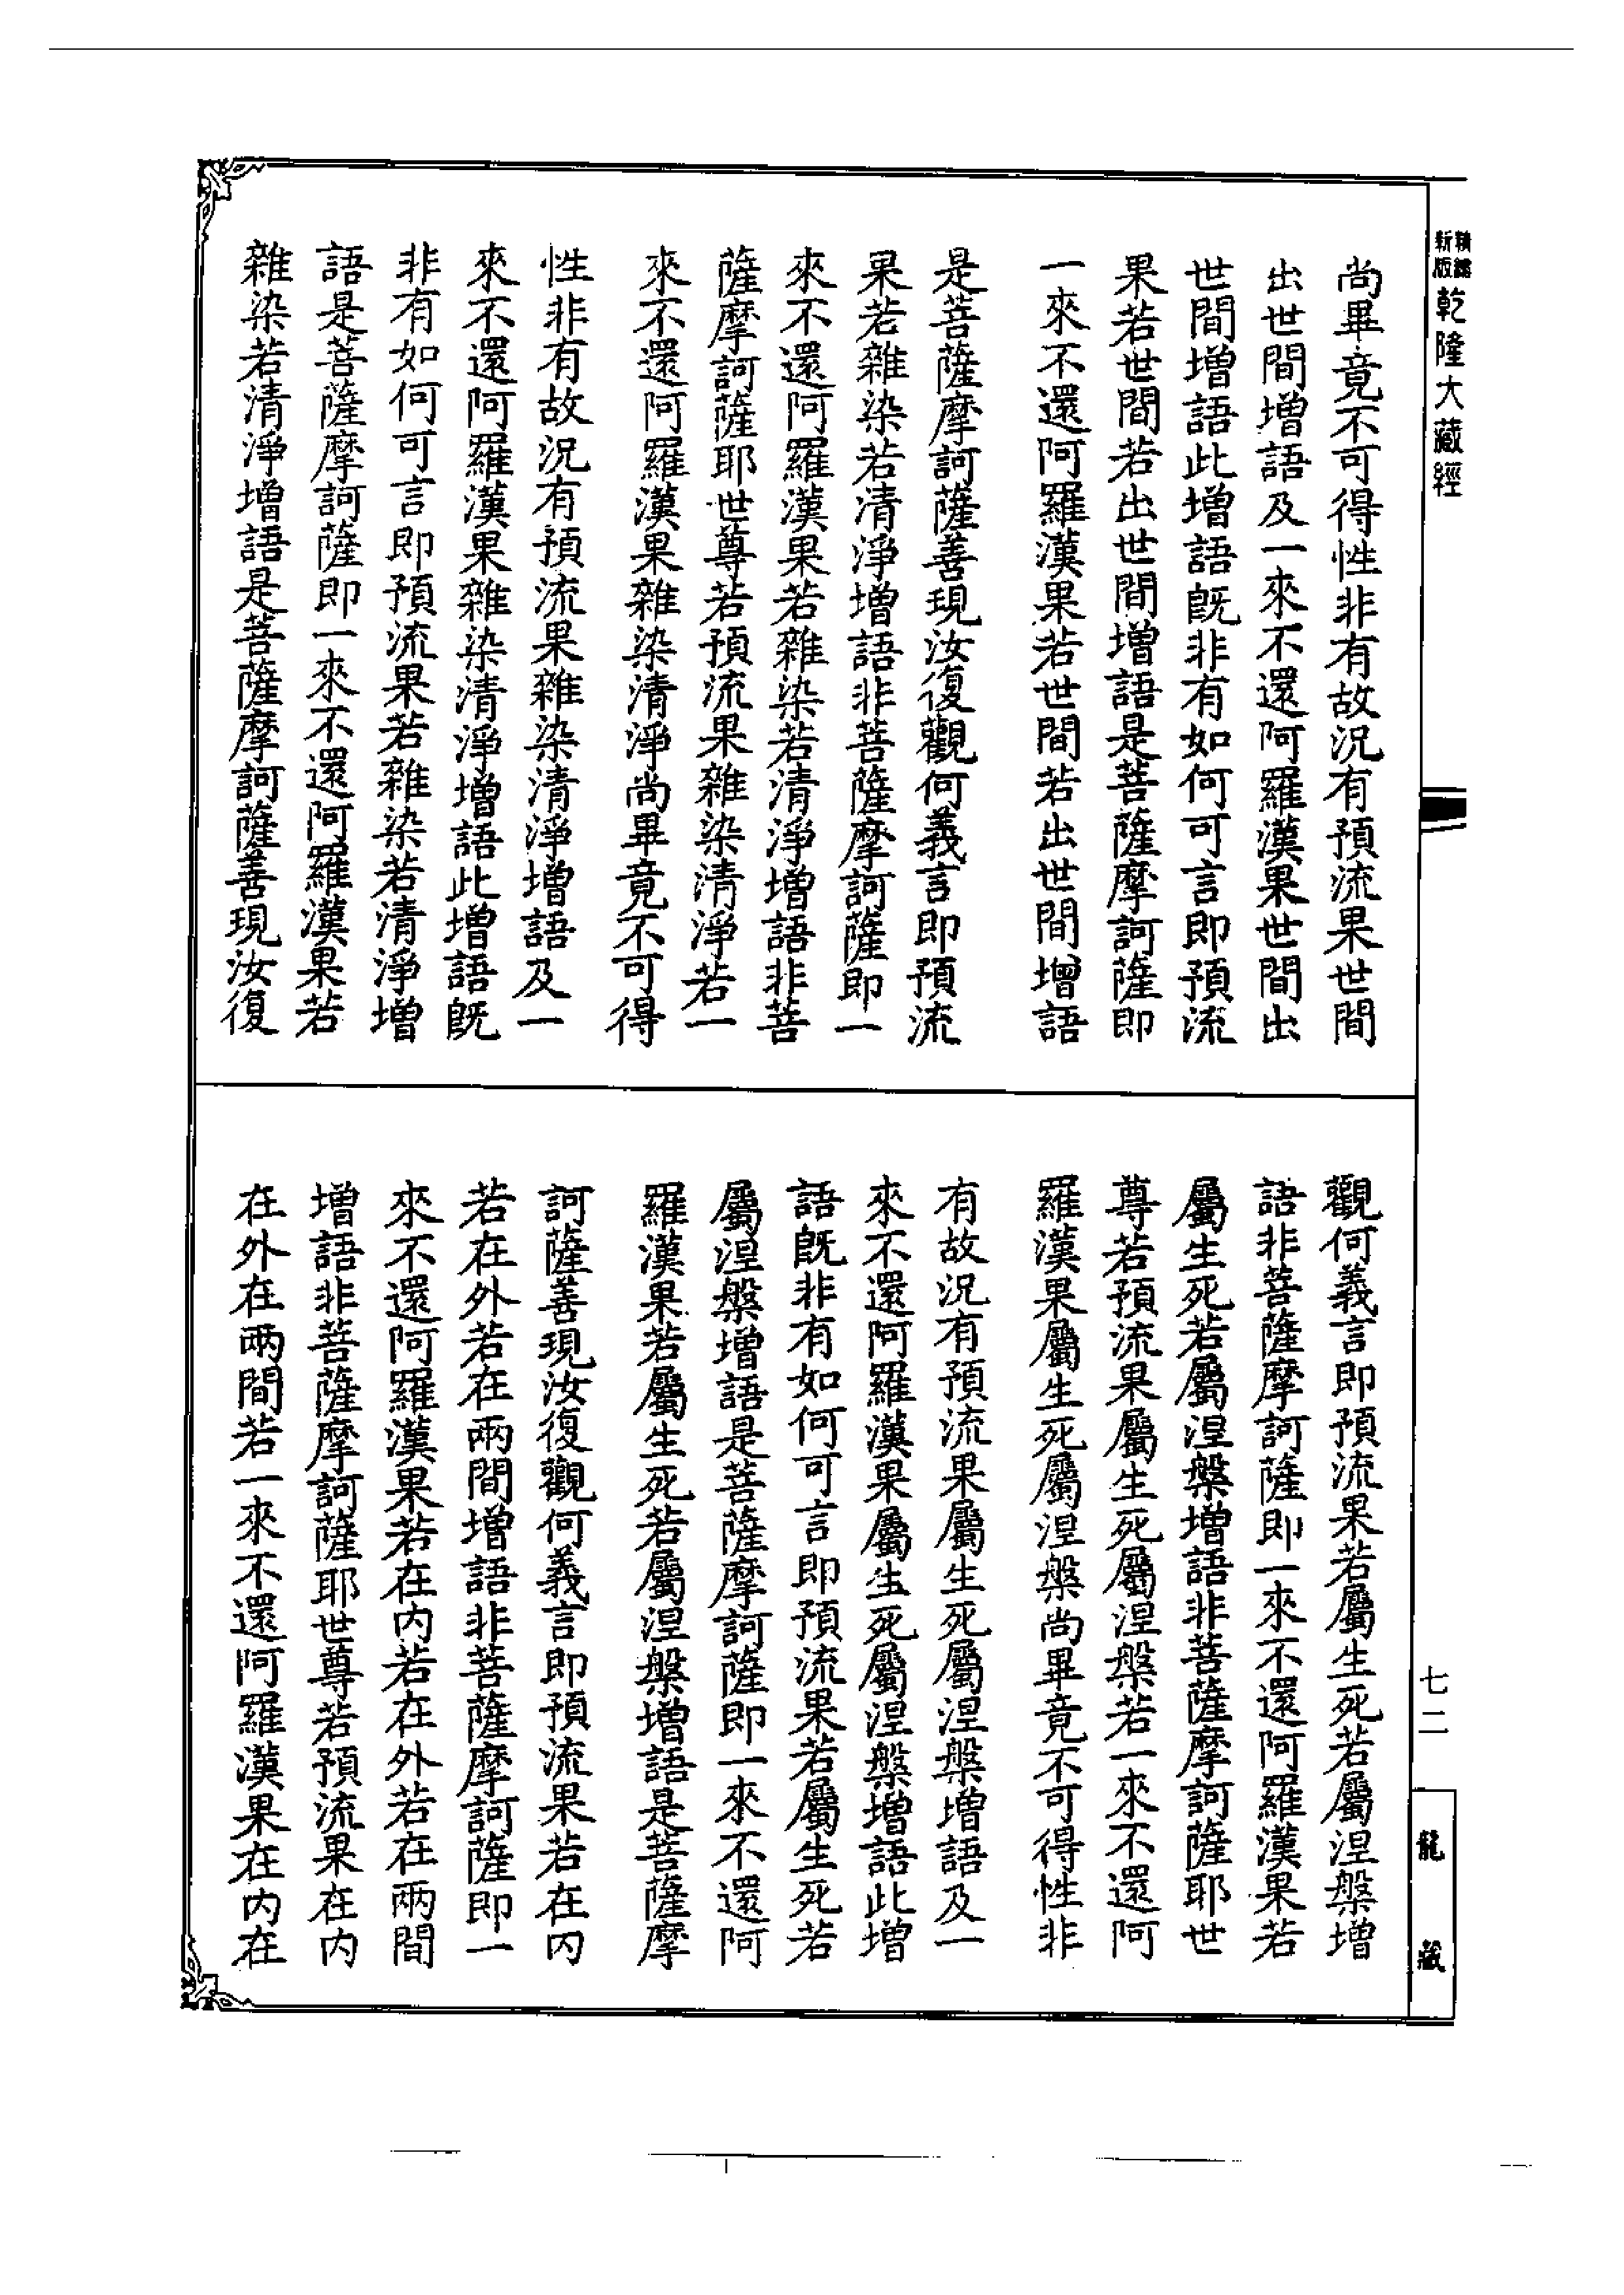 新版
精鐫
乾隆大藏經
尚畢竟不可得性非有故況有預流果世間
出世間增語及一來不還阿羅漢果世間出
世間增語此增語既非有如何可言即預流
果若世間若出世間增語是菩薩摩訶薩即
一來不還阿羅漢果若世間若出世間增語
是菩薩摩訶薩善現汝復觀何義言即預流
果若雜染若清淨增語非菩薩摩訶薩即一
來不還阿羅漢果若雜染若清淨增語非菩
薩摩訶薩耶世尊若預流果雜染清淨若一
來不還阿羅漢果雜染清淨尚畢竟不可得
性非有故況有預流果雜染清淨增語及一
來不還阿羅漢果雜染清淨增語此增語既
非有如何可言即預流果若雜染若清淨增
語是菩薩摩訶薩即一來不還阿羅漢果若
雜染若清淨增語是菩薩摩訶薩善現汝復
觀何義言即預流果若屬生死若屬涅槃增
語非菩薩摩訶薩即一來不還阿羅漢果若
屬生死若屬涅槃增語非菩薩摩訶薩耶世
尊若預流果屬生死屬涅槃若一來不還阿
羅漢果屬生死屬涅槃尚畢竟不可得性非
有故況有預流果屬生死屬涅槃增語及一
來不還阿羅漢果屬生死屬涅槃增語此增
語既非有如何可言即預流果若屬生死若
屬涅槃增語是菩薩摩訶薩即一來不還阿
羅漢果若屬生死若屬涅槃增語是菩薩摩
訶薩善現汝復觀何義言即預流果若在內
若在外若在兩間增語非菩薩摩訶薩即一
來不還阿羅漢果若在內若在外若在兩間
增語非菩薩摩訶薩耶世尊若預流果在內
在外在兩間若一來不還阿羅漢果在內在
七二
龍藏